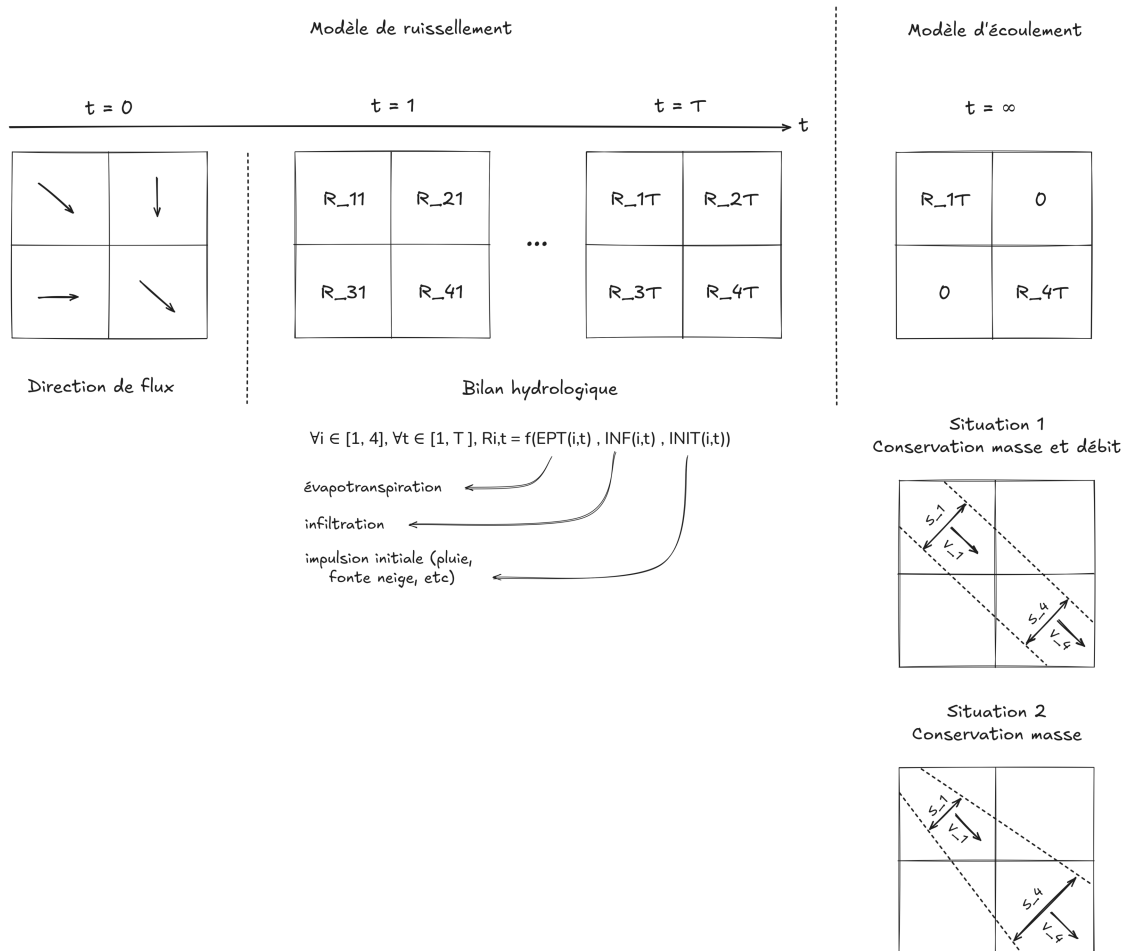 Modèle de ruissellement
Modèle d'écoulement
t = 0
t = 1
t = T
t
t = ∞
R_11
R_21
R_31
R_41
...
R_1T
R_2T
R_3T
R_4T
R_1T
0
0
R_4T
Direction de flux
Bilan hydrologique
∀i ∈ [1, 4], ∀t ∈ [1, T ], Ri,t = f(EPT(i,t) , INF(i,t) , INIT(i,t))
évapotranspiration
infiltration
impulsion initiale (pluie,
fonte neige, etc)
Situation 1
Conservation masse et débit
S_1
V_1
S_4
V_4
Situation 2
Conservation masse
S_1
V_1
S_4
V_4